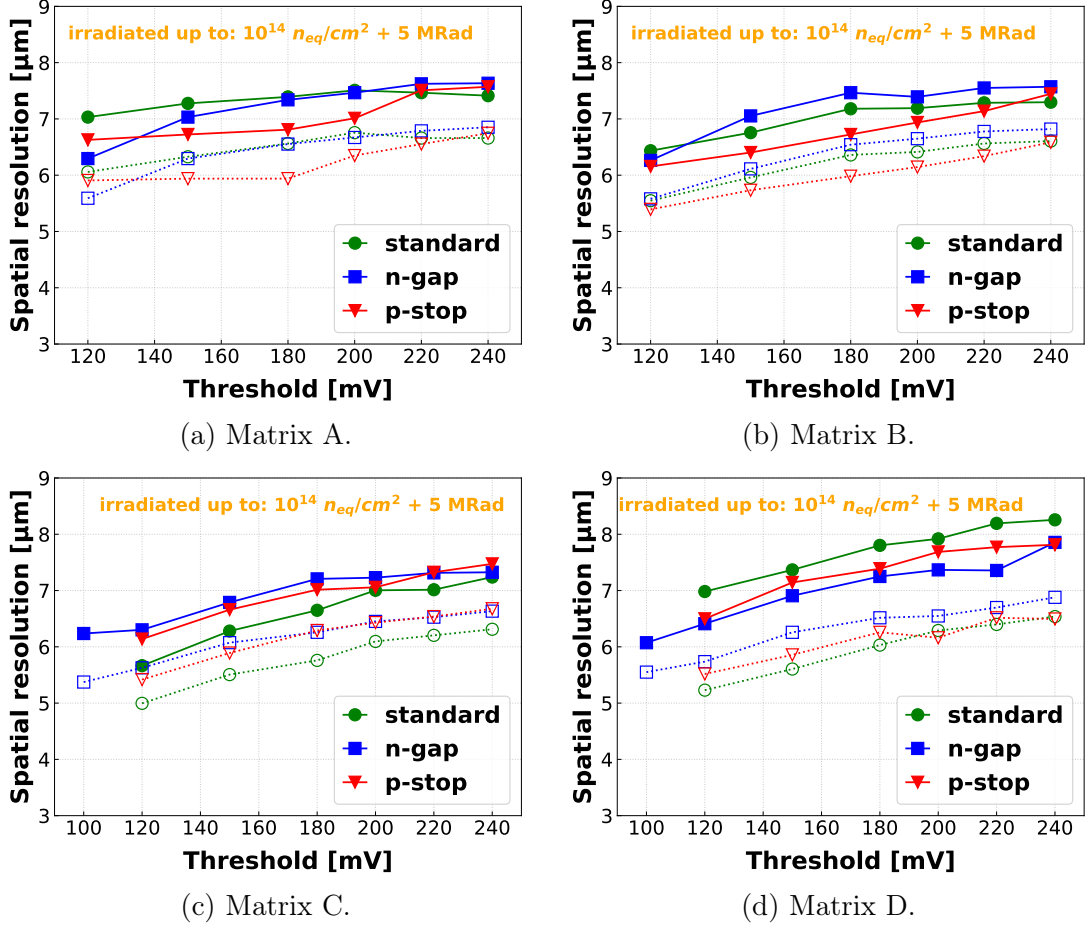 irradiated up to: 10^14 n_eq/cm^2 + 5 MRad
Spatial resolution [µm]
9
8
7
6
5
4
3
standard
n-gap
p-stop
120 140 160 180 200 220 240
Threshold [mV]
(a) Matrix A.
irradiated up to: 10^14 n_eq/cm^2 + 5 MRad
Spatial resolution [µm]
9
8
7
6
5
4
3
standard
n-gap
p-stop
120 140 160 180 200 220 240
Threshold [mV]
(b) Matrix B.
irradiated up to: 10^14 n_eq/cm^2 + 5 MRad
Spatial resolution [µm]
9
8
7
6
5
4
3
standard
n-gap
p-stop
100 120 140 160 180 200 220 240
Threshold [mV]
(c) Matrix C.
irradiated up to: 10^14 n_eq/cm^2 + 5 MRad
Spatial resolution [µm]
9
8
7
6
5
4
3
standard
n-gap
p-stop
100 120 140 160 180 200 220 240
Threshold [mV]
(d) Matrix D.